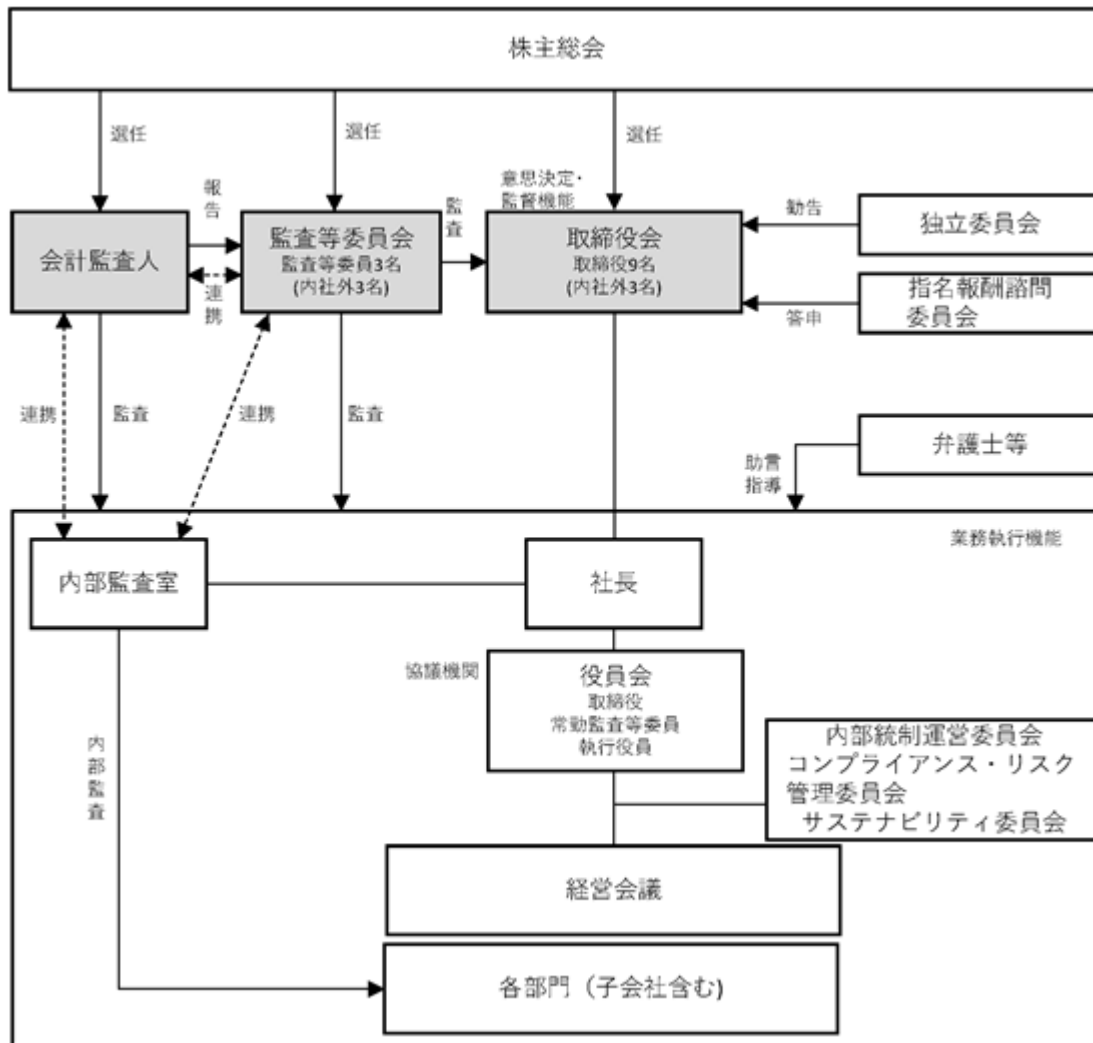 株主総会
選任
選任
選任
報告
監査
意思決定・
監督機能
会計監査人
監査等委員会
監査等委員3名
(内社外3名)
取締役会
取締役9名
(内社外3名)
勧告
独立委員会
連携
答申
指名報酬諮問
委員会
連携
監査
連携
監査
助言
指導
弁護士等
業務執行機能
内部監査室
社長
協議機関
役員会
取締役
常勤監査等委員
執行役員
内部監査
内部統制運営委員会
コンプライアンス・リスク
管理委員会
サステナビリティ委員会
経営会議
各部門（子会社含む)